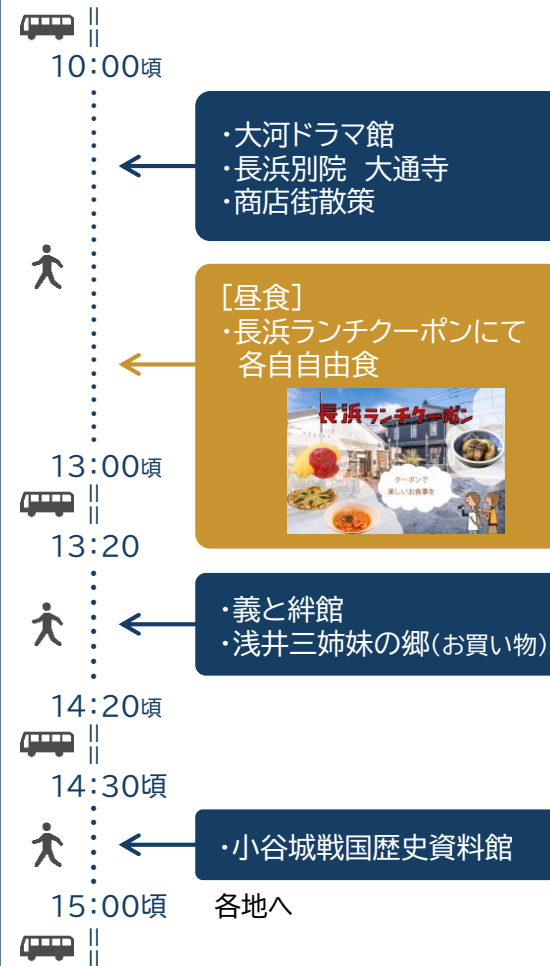 10:00頃
・大河ドラマ館
・長浜別院　大通寺
・商店街散策
[昼食]
・長浜ランチクーポンにて
各自自由食
長浜ランチクーポン
クーポンで
楽しいお食事を
13:00頃
13:20
・義と絆館
・浅井三姉妹の郷(お買い物)
14:20頃
14:30頃
・小谷城戦国歴史資料館
15:00頃　各地へ